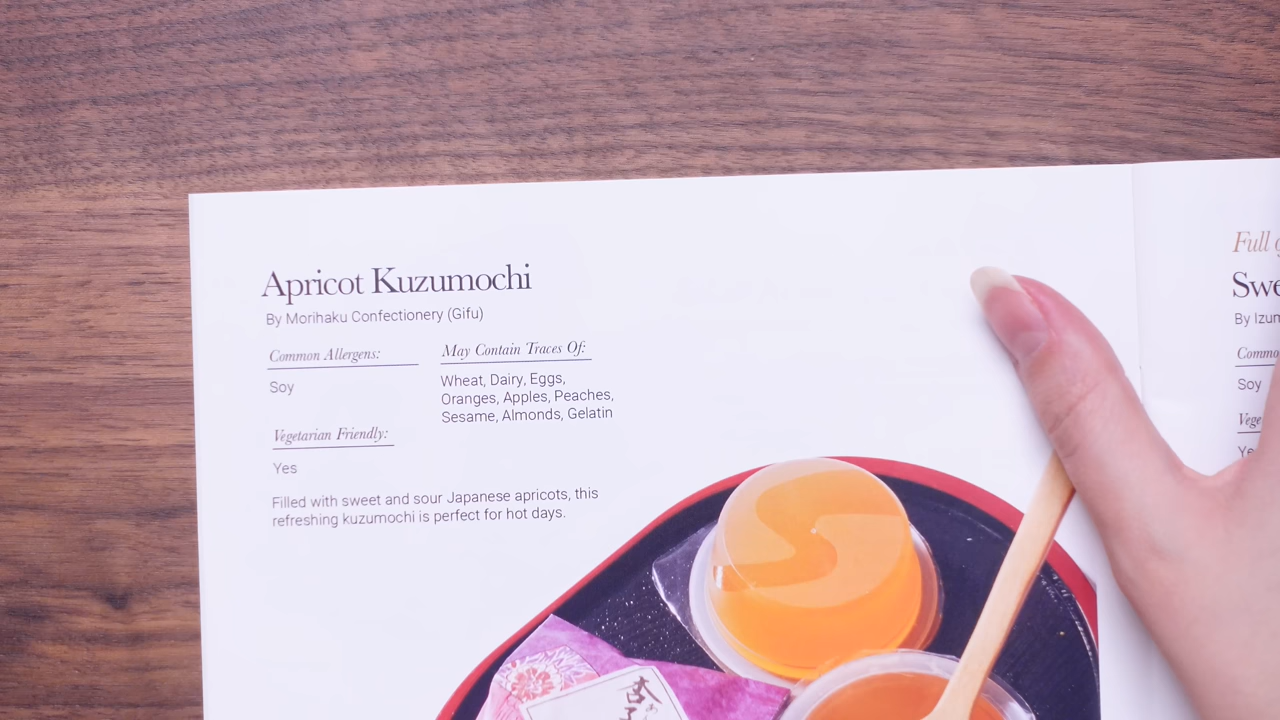 Apricot Kuzumochi
By Morihaku Confectionery (Gifu)
Common Allergens:
Soy
May Contain Traces Of:
Wheat, Dairy, Eggs,
Oranges, Apples, Peaches,
Sesame, Almonds, Gelatin
Vegetarian Friendly:
Yes
Filled with sweet and sour Japanese apricots, this
refreshing kuzumochi is perfect for hot days.
Full
By
Soy